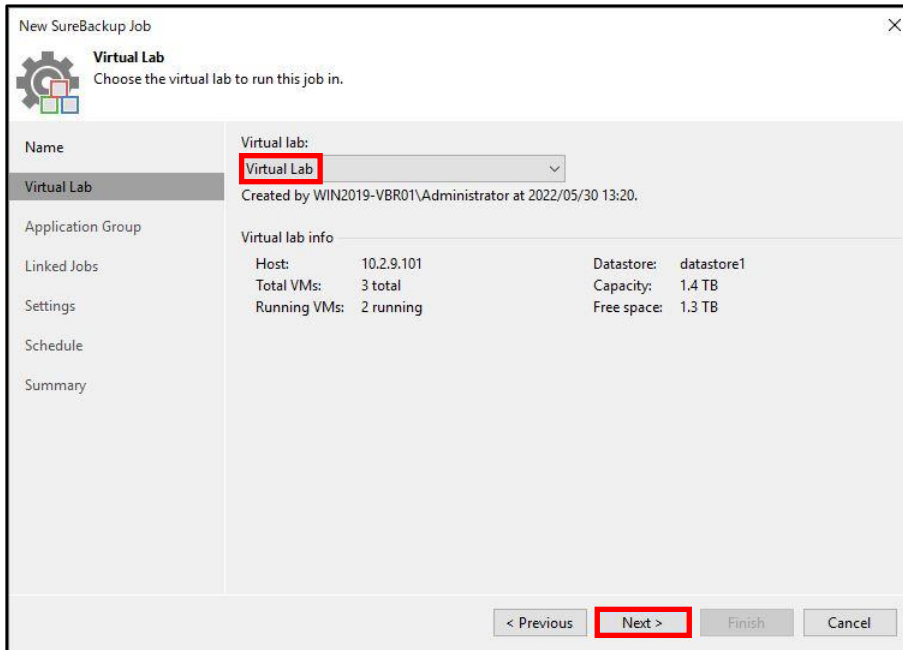 New SureBackup Job
Virtual Lab
Choose the virtual lab to run this job in.
Name
Virtual Lab
Application Group
Linked Jobs
Settings
Schedule
Summary
Virtual lab:
Virtual Lab
Created by WIN2019-VBR01\Administrator at 2022/05/30 13:20.
Virtual lab info
Host: 10.2.9.101 Datastore: datastore1
Total VMs: 3 total Capacity: 1.4 TB
Running VMs: 2 running Free space: 1.3 TB
< Previous Next > Finish Cancel